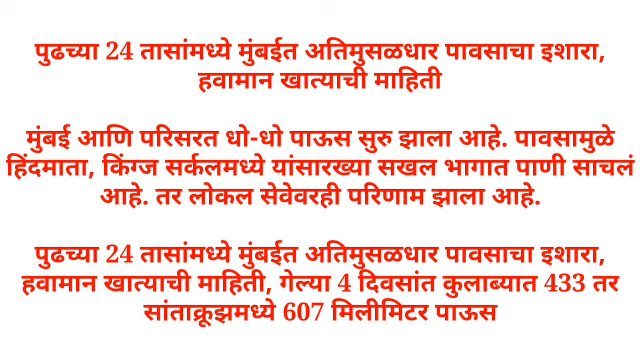 पुढच्या 24 तासांमध्ये मुंबईत अतिमुसळधार पावसाचा इशारा,
हवामान खात्याची माहिती
मुंबई आणि परिसरत धो-धो पाऊस सुरु झाला आहे. पावसामुळे
हिंदमाता, किंग्ज सर्कलमध्ये यांसारख्या सखल भागात पाणी साचलं
आहे. तर लोकल सेवेवरही परिणाम झाला आहे.
पुढच्या 24 तासांमध्ये मुंबईत अतिमुसळधार पावसाचा इशारा,
हवामान खात्याची माहिती, गेल्या 4 दिवसांत कुलाब्यात 433 तर
सांताक्रूझमध्ये 607 मिलीमिटर पाऊस